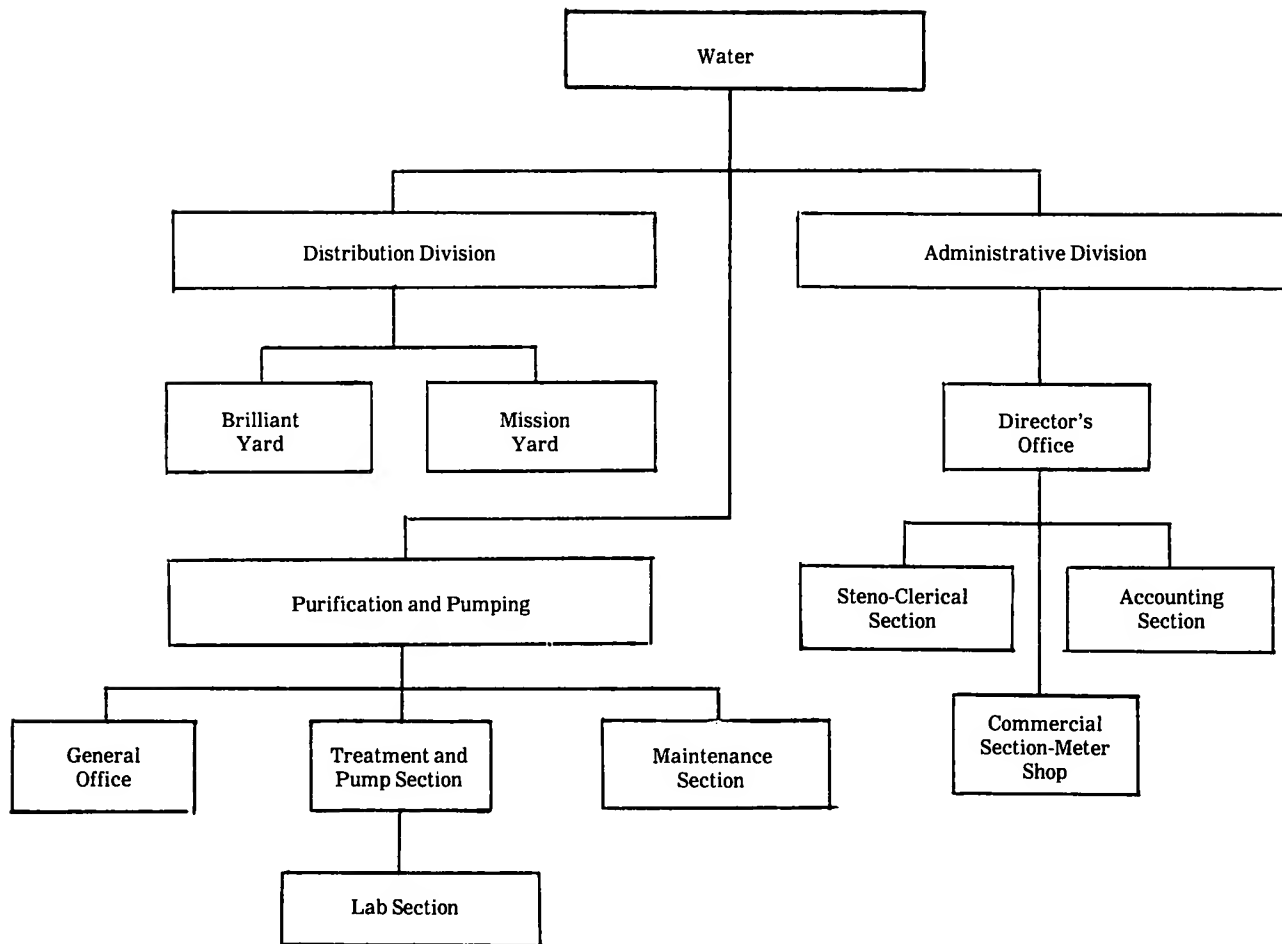 Water
Distribution Division
Administrative Division
Brilliant
Yard
Mission
Yard
Director's
Office
Purification and Pumping
Steno-Clerical
Section
Accounting
Section
General
Office
Treatment and
Pump Section
Maintenance
Section
Commercial
Section-Meter
Shop
Lab Section